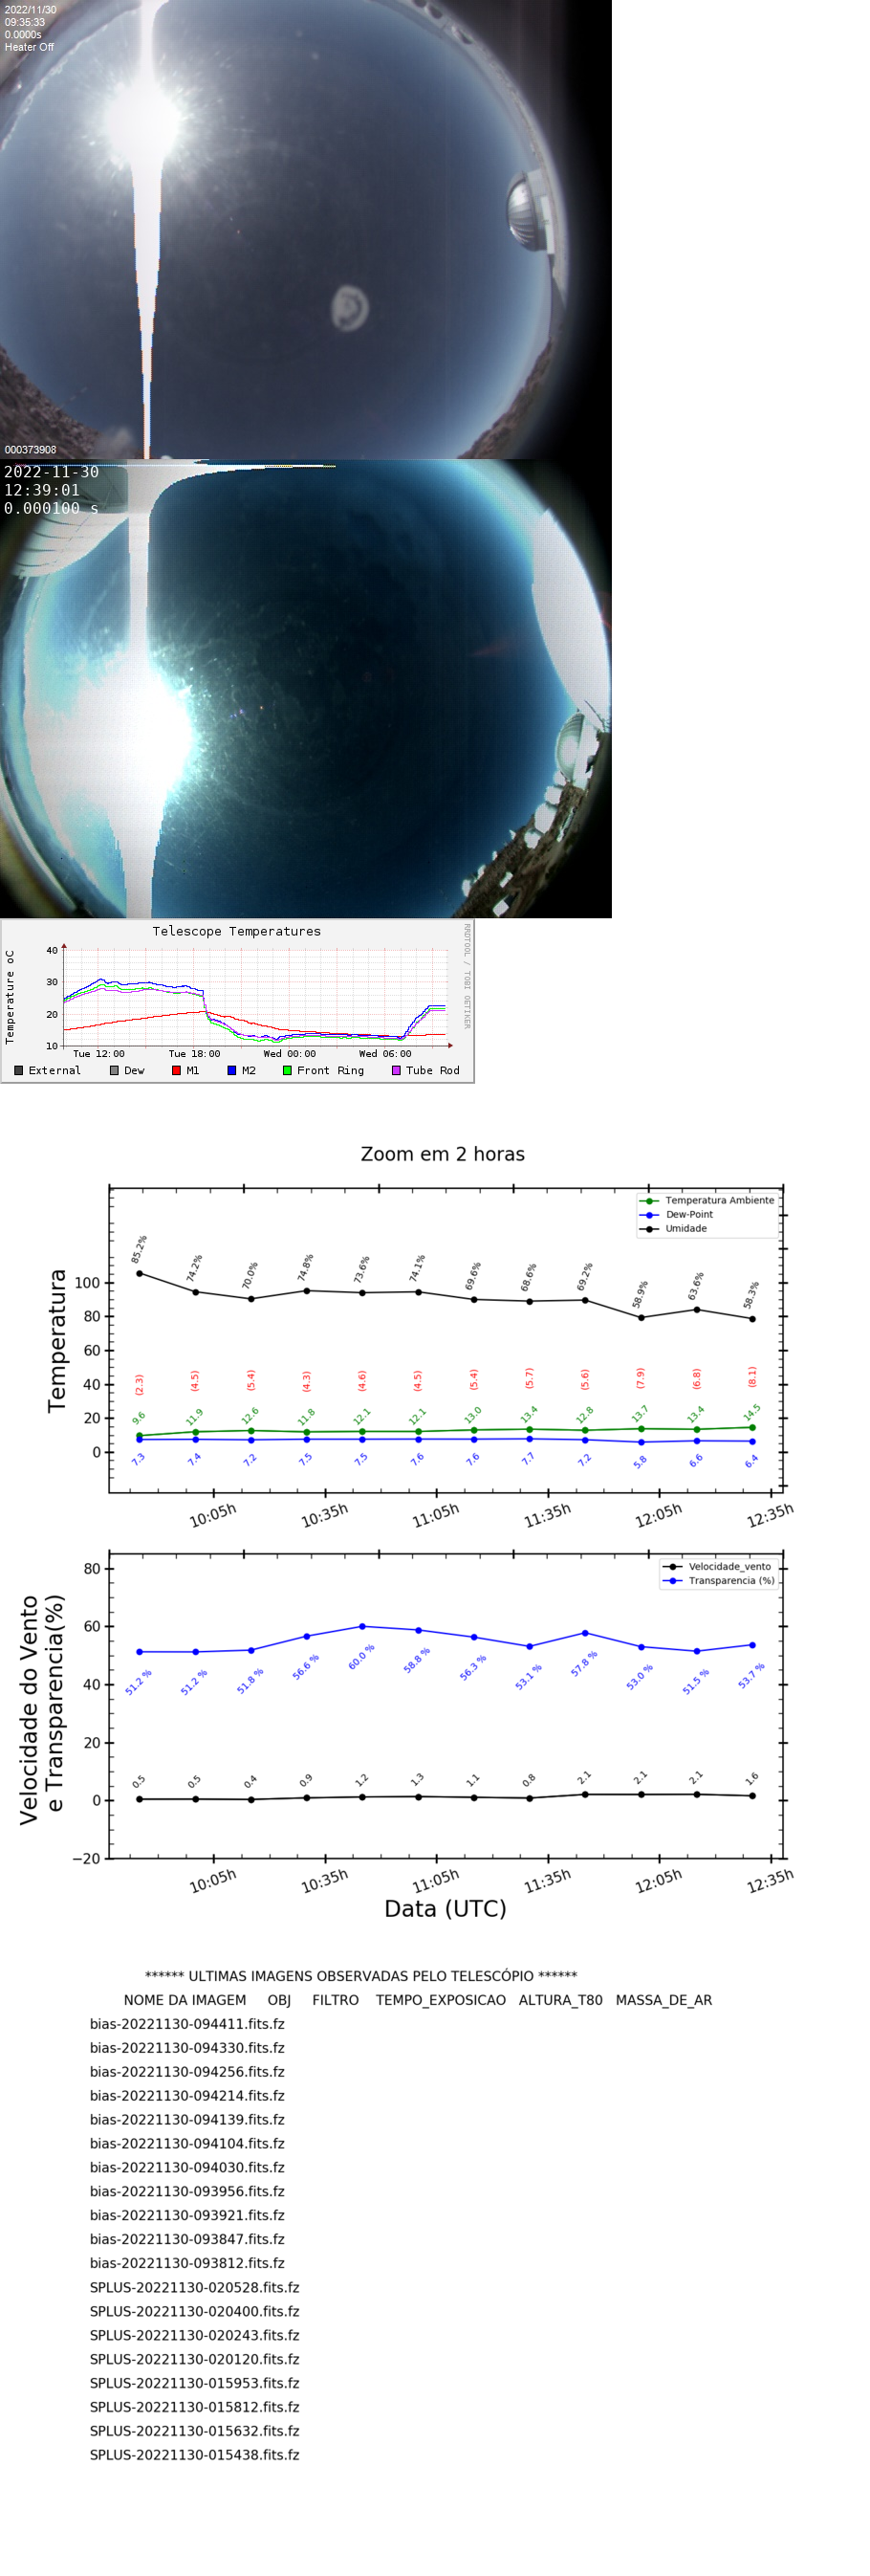 2022/11/30
09:35:33
0.0000s
Heater Off
000373908
2022-11-30
12:39:01
0.000100 s
Telescope Temperatures
RRDTOOL / TOBI OETIKER
Temperature oC
40
30
20
10
Tue 12:00 Tue 18:00 Wed 00:00 Wed 06:00
External Dew M1 M2 Front Ring Tube Rod
Zoom em 2 horas
Temperatura Ambiente
Dew-Point
Umidade
Temperatura
100
80
60
40
20
0
85.2% 74.2% 70.0% 74.8% 73.6% 74.1% 69.6% 68.6% 69.2% 58.9% 63.6% 58.3%
(2.3) (4.5) (5.4) (4.3) (4.6) (4.5) (5.4) (5.7) (5.6) (7.9) (6.8) (8.1)
9.6 11.9 12.6 11.8 12.1 12.1 13.0 13.4 12.8 13.7 13.4 14.5
7.3 7.4 7.2 7.5 7.5 7.6 7.6 7.7 7.2 5.8 6.6 6.4
10:05h 10:35h 11:05h 11:35h 12:05h 12:35h
Velocidade_vento
Transparencia (%)
Velocidade do Vento
e Transparencia(%)
80
60
40
20
0
−20
51.2 % 51.2 % 51.8 % 56.6 % 60.0 % 58.8 % 56.3 % 53.1 % 57.8 % 53.0 % 51.5 % 53.7 %
0.5 0.5 0.4 0.9 1.2 1.3 1.1 0.8 2.1 2.1 2.1 1.6
10:05h 10:35h 11:05h 11:35h 12:05h 12:35h
Data (UTC)
****** ULTIMAS IMAGENS OBSERVADAS PELO TELESCÓPIO ******
NOME DA IMAGEM OBJ FILTRO TEMPO_EXPOSICAO ALTURA_T80 MASSA_DE_AR
bias-20221130-094411.fits.fz
bias-20221130-094330.fits.fz
bias-20221130-094256.fits.fz
bias-20221130-094214.fits.fz
bias-20221130-094139.fits.fz
bias-20221130-094104.fits.fz
bias-20221130-094030.fits.fz
bias-20221130-093956.fits.fz
bias-20221130-093921.fits.fz
bias-20221130-093847.fits.fz
bias-20221130-093812.fits.fz
SPLUS-20221130-020528.fits.fz
SPLUS-20221130-020400.fits.fz
SPLUS-20221130-020243.fits.fz
SPLUS-20221130-020120.fits.fz
SPLUS-20221130-015953.fits.fz
SPLUS-20221130-015812.fits.fz
SPLUS-20221130-015632.fits.fz
SPLUS-20221130-015438.fits.fz